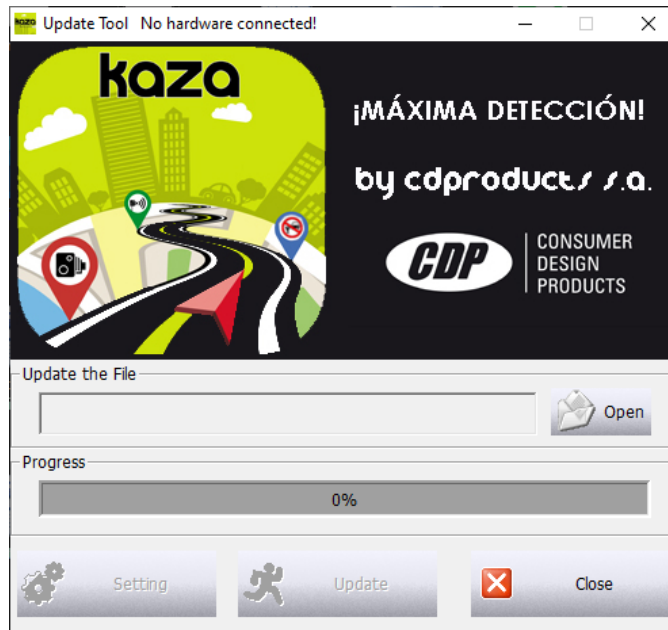 kaza Update Tool No hardware connected!
kaza
¡MÁXIMA DETECCIÓN!
by cdproducts s.a.
CDP
CONSUMER
DESIGN
PRODUCTS
Update the File
Open
Progress
0%
Setting
Update
Close